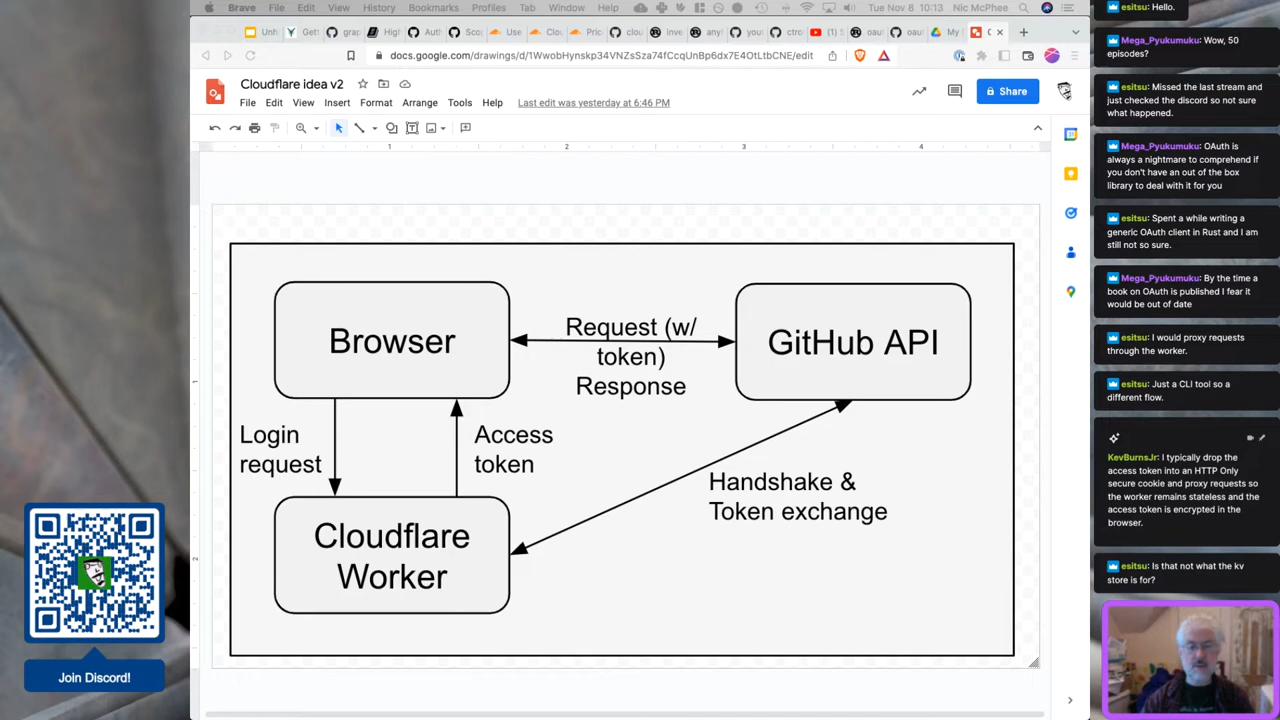 Brave File Edit View History Bookmarks Profiles Tab Window Help Tue Nov 8 10:13 Nic McPhee
docs.google.com/drawings/d/1WwobHynskp34VNZsSza74fCcqUnBp6dx7E4OtLtbCNE/edit
Cloudflare idea v2
File Edit View Insert Format Arrange Tools Help Last edit was yesterday at 6:46 PM
Share
1 2 3 4
1
2
Browser
Request (w/
token)
Response
GitHub API
Login
request
Access
token
Handshake &
Token exchange
Cloudflare
Worker
Join Discord!
esitsu: Hello.
Mega_Pyukumuku: Wow, 50
episodes?
esitsu: Missed the last stream and
just checked the discord so not sure
what happened.
Mega_Pyukumuku: OAuth is
always a nightmare to comprehend if
you don't have an out of the box
library to deal with it for you
esitsu: Spent a while writing a
generic OAuth client in Rust and I am
still not so sure.
Mega_Pyukumuku: By the time a
book on OAuth is published I fear it
would be out of date
esitsu: I would proxy requests
through the worker.
esitsu: Just a CLI tool so a
different flow.
KevBurnsJr: I typically drop the
access token into an HTTP Only
secure cookie and proxy requests so
the worker remains stateless and the
access token is encrypted in the
browser.
esitsu: Is that not what the kv
store is for?